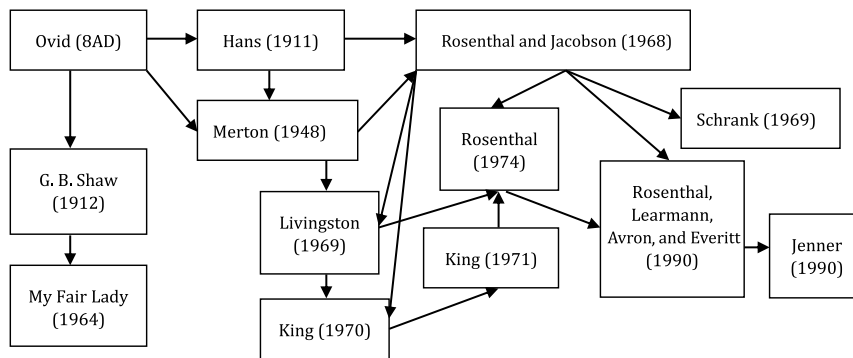 Ovid (8AD)
Hans (1911)
Rosenthal and Jacobson (1968)
Merton (1948)
Schrank (1969)
Rosenthal
(1974)
G. B. Shaw
(1912)
Livingston
(1969)
Rosenthal,
Learmann,
Avron, and Everitt
(1990)
King (1971)
Jenner
(1990)
My Fair Lady
(1964)
King (1970)